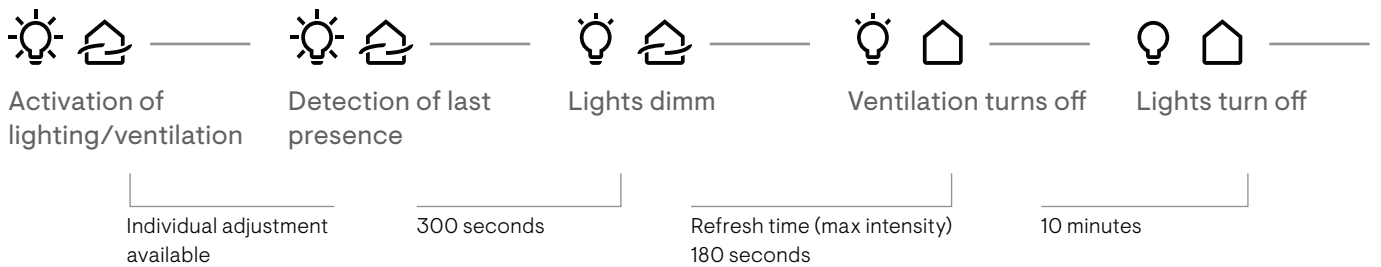 Activation of
lighting/ventilation
Detection of last
presence
Lights dimm
Ventilation turns off
Lights turn off
Individual adjustment
available
300 seconds
Refresh time (max intensity)
180 seconds
10 minutes